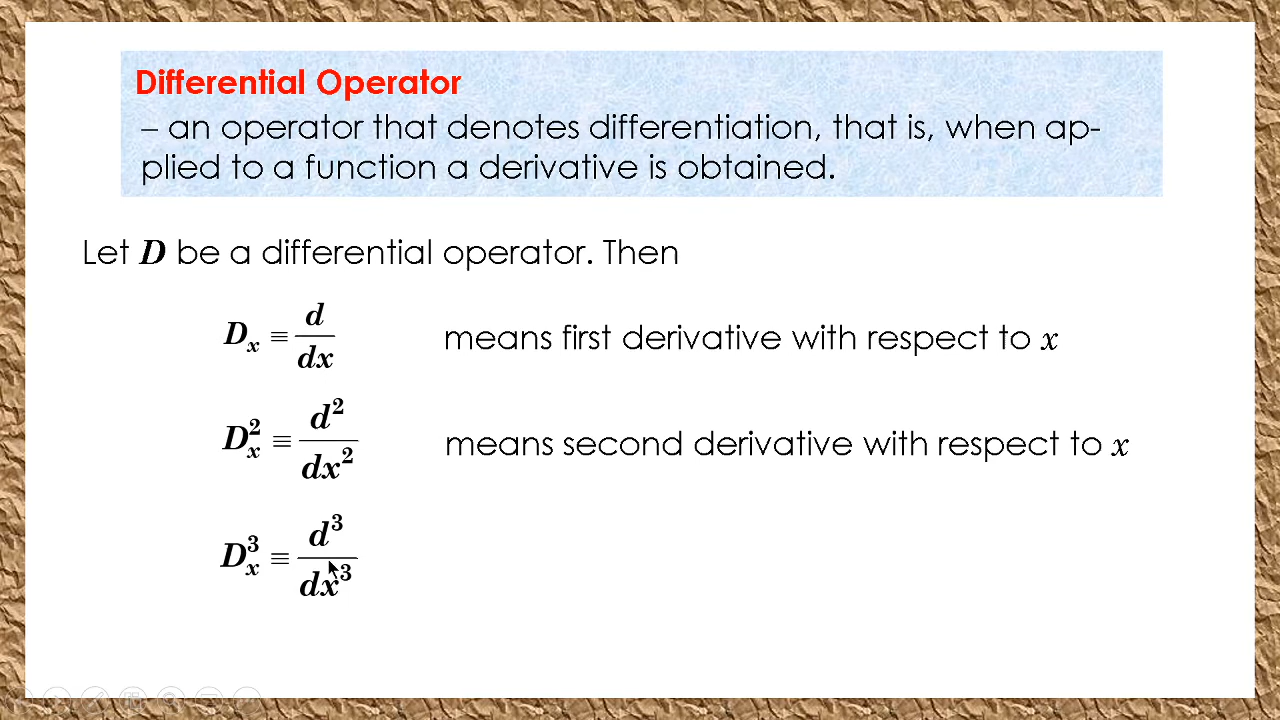 Differential Operator
– an operator that denotes differentiation, that is, when ap-
plied to a function a derivative is obtained.
Let D be a differential operator. Then
Dₓ ≡ d/dx means first derivative with respect to x
Dₓ² ≡ d²/dx² means second derivative with respect to x
Dₓ³ ≡ d³/dx³